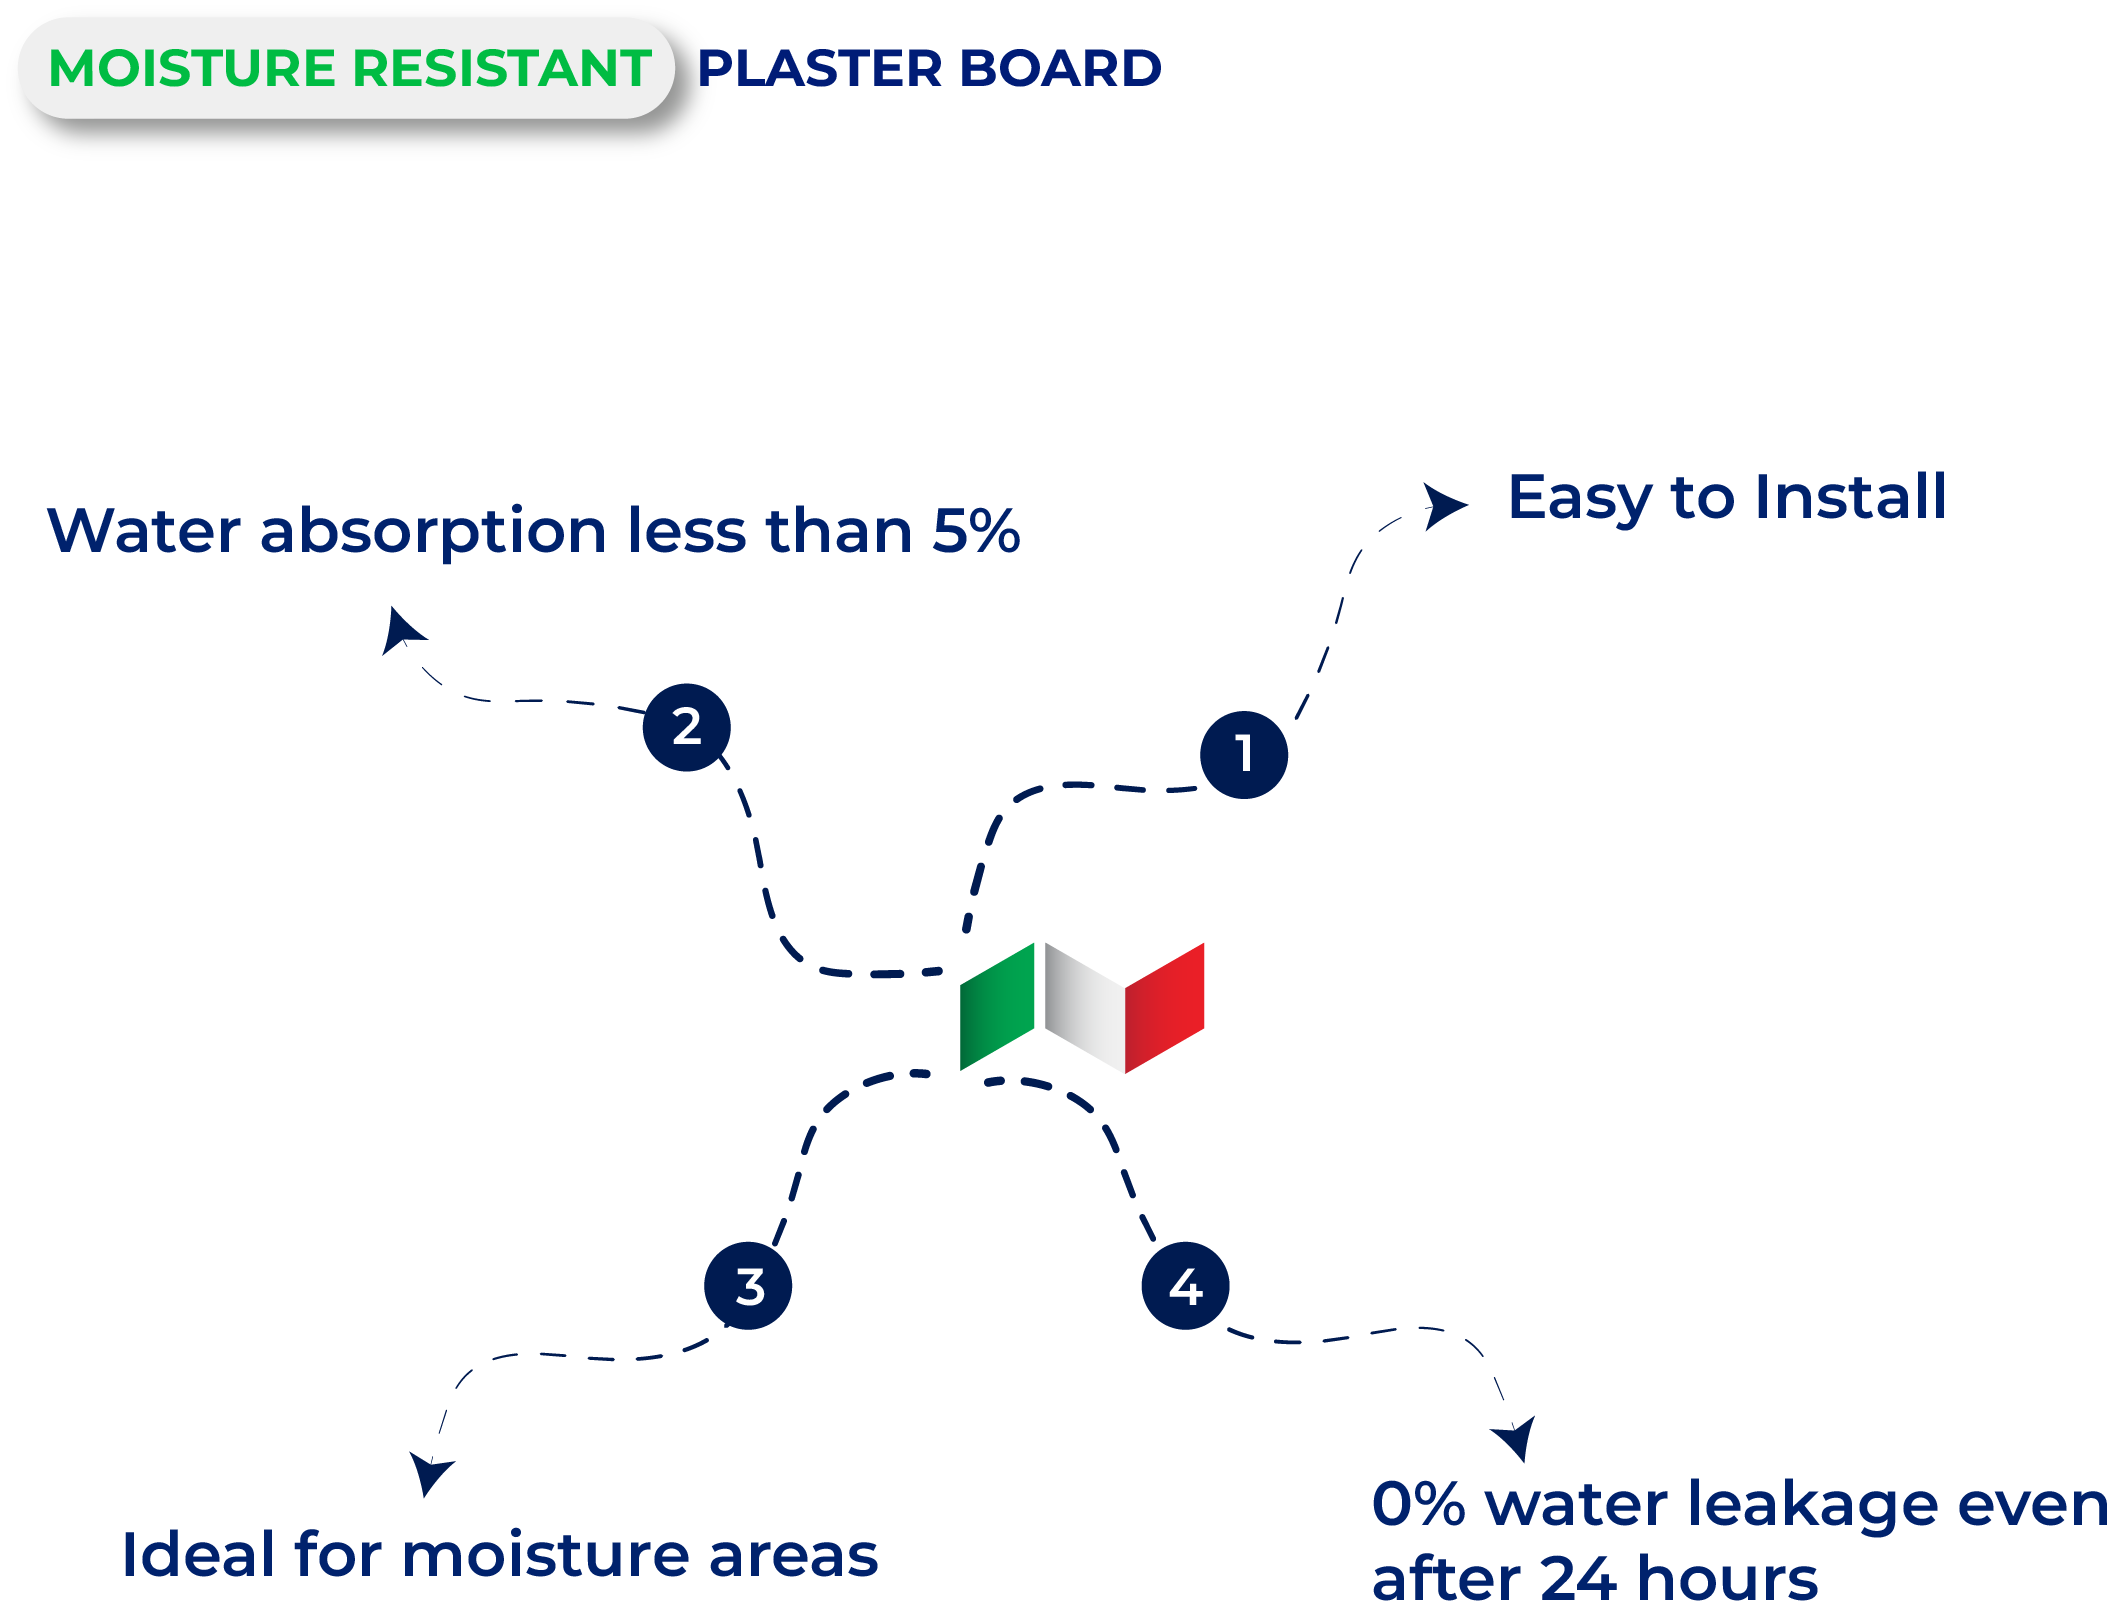 MOISTURE RESISTANT PLASTER BOARD
Easy to Install
Water absorption less than 5%
2
1
3
4
0% water leakage even
after 24 hours
Ideal for moisture areas